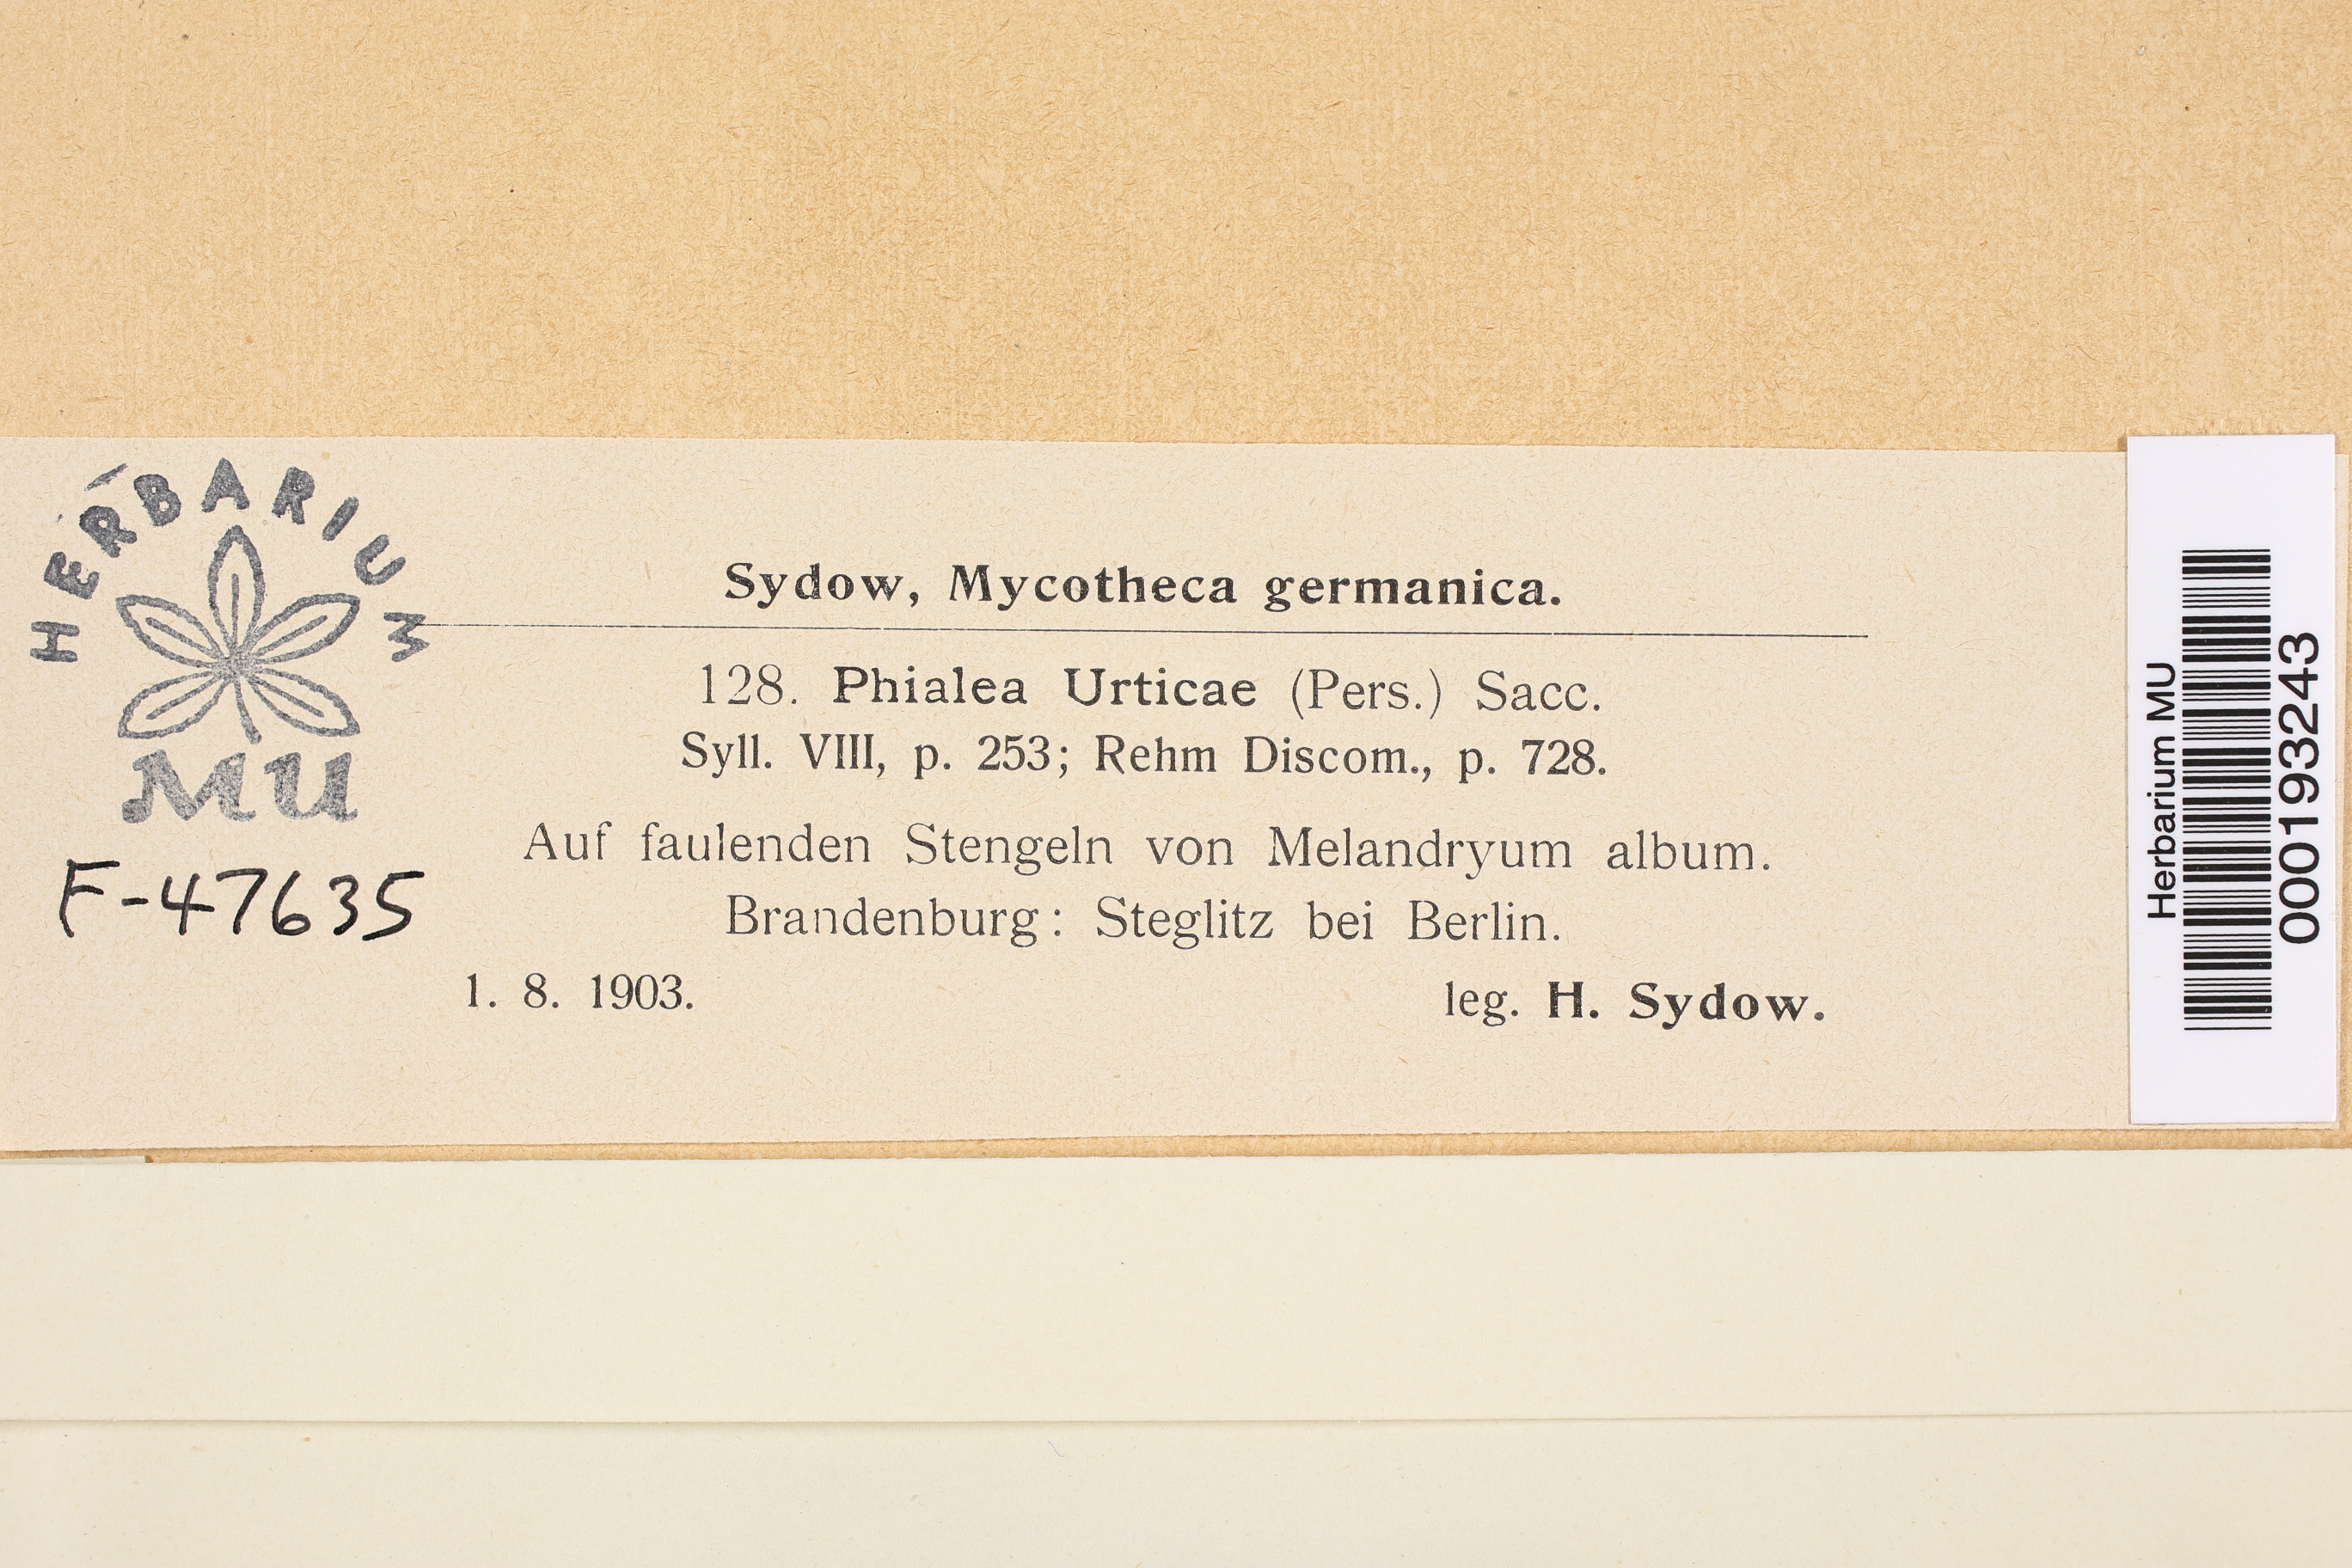 HERBARIUM
MU
F-47635
Sydow, Mycotheca germanica.
128. Phialea Urticae (Pers.) Sacc.
Syll. VIII, p. 253; Rehm Discom., p. 728.
Auf faulenden Stengeln von Melandryum album.
Brandenburg: Steglitz bei Berlin.
1. 8. 1903. leg. H. Sydow.
Herbarium MU
000193243